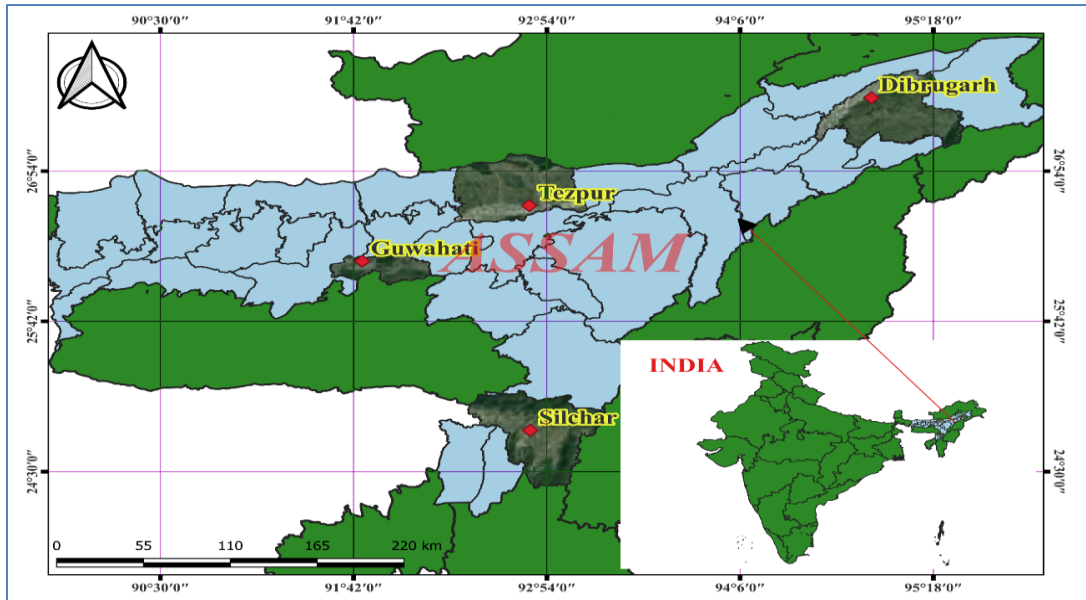 90°30'0" 91°42'0" 92°54'0" 94°6'0" 95°18'0"
Dibrugarh
26°54'0" 26°54'0"
Tezpur
Guwahati
ASSAM
25°42'0" 25°42'0"
INDIA
Silchar
24°30'0" 24°30'0"
0 55 110 165 220 km
90°30'0" 91°42'0" 92°54'0" 94°6'0" 95°18'0"